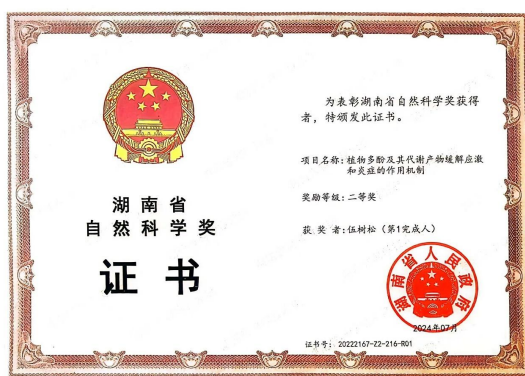 湖南省
自然科学奖
证书
为表彰湖南省自然科学奖获得
者，特颁发此证书。
项目名称：植物多酚及其代谢产物缓解应激
和炎症的作用机制
奖励等级：二等奖
获奖者：伍树松（第1完成人）
湖南省人民政府
2024年07月
证书号：20222167-Z2-216-R01